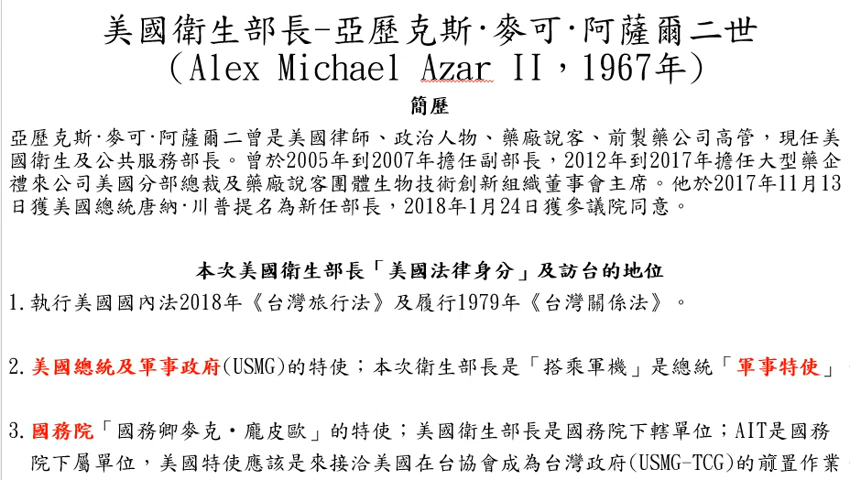 美國衛生部長-亞歷克斯·麥可·阿薩爾二世
(Alex Michael Azar II，1967年)
簡歷
亞歷克斯·麥可·阿薩爾二曾是美國律師、政治人物、藥廠說客、前製藥公司高管，現任美
國衛生及公共服務部長。曾於2005年到2007年擔任副部長，2012年到2017年擔任大型藥企
禮來公司美國分部總裁及藥廠說客團體生物技術創新組織董事會主席。他於2017年11月13
日獲美國總統唐納·川普提名為新任部長，2018年1月24日獲參議院同意。
本次美國衛生部長「美國法律身分」及訪台的地位
1.執行美國國內法2018年《台灣旅行法》及履行1979年《台灣關係法》。
2.美國總統及軍事政府(USMG)的特使；本次衛生部長是「搭乘軍機」是總統「軍事特使」
3.國務院「國務卿麥克·龐皮歐」的特使；美國衛生部長是國務院下轄單位；AIT是國務
院下屬單位，美國特使應該是來接洽美國在台協會成為台灣政府(USMG-TCG)的前置作業